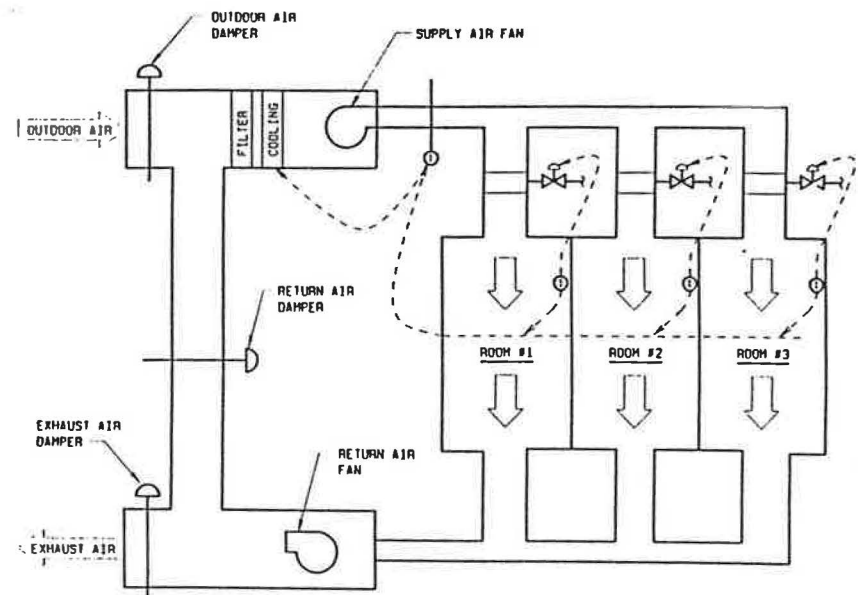 OUTDOOR AIR
DAMPER
SUPPLY AIR FAN
OUTDOOR AIR
FILTER
COOLING
RETURN AIR
DAMPER
ROOM #1
ROOM #2
ROOM #3
EXHAUST AIR
DAMPER
RETURN AIR
FAN
EXHAUST AIR